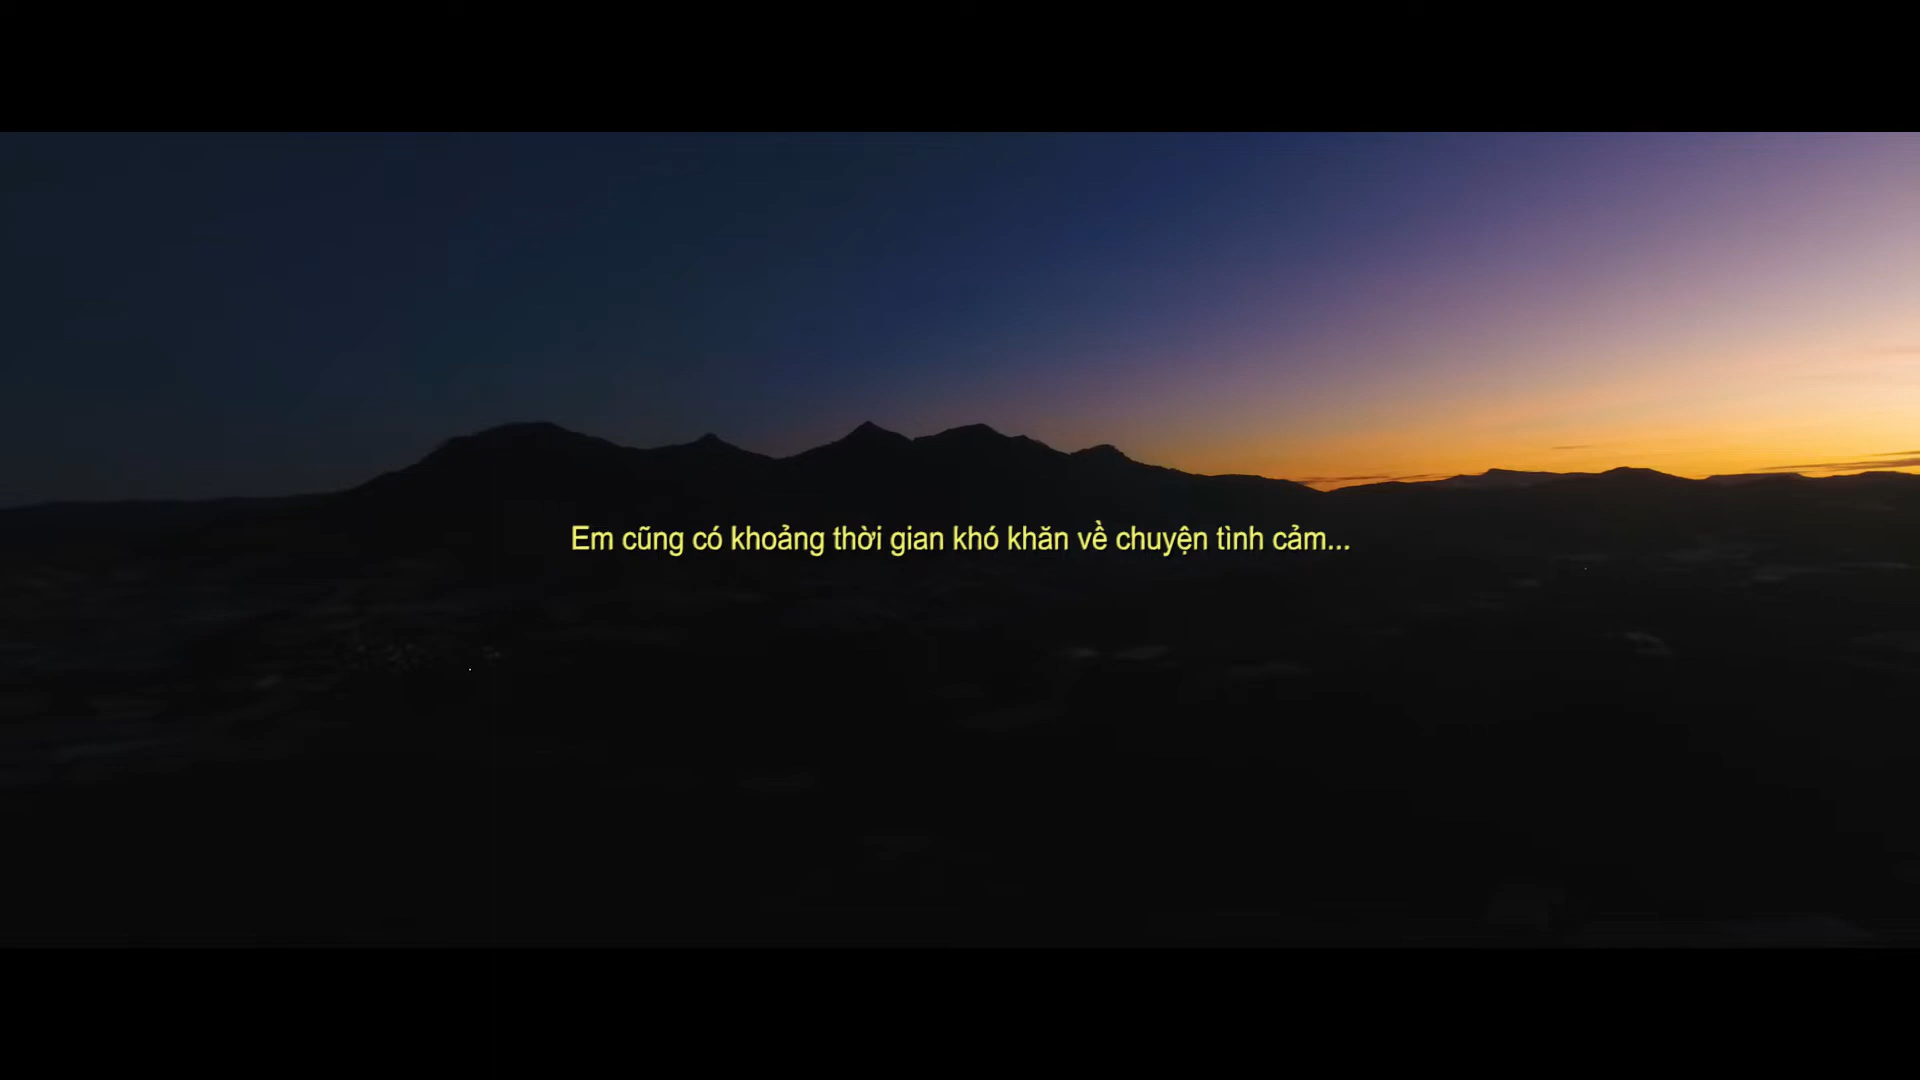 Em cũng có khoảng thời gian khó khăn về chuyện tình cảm...